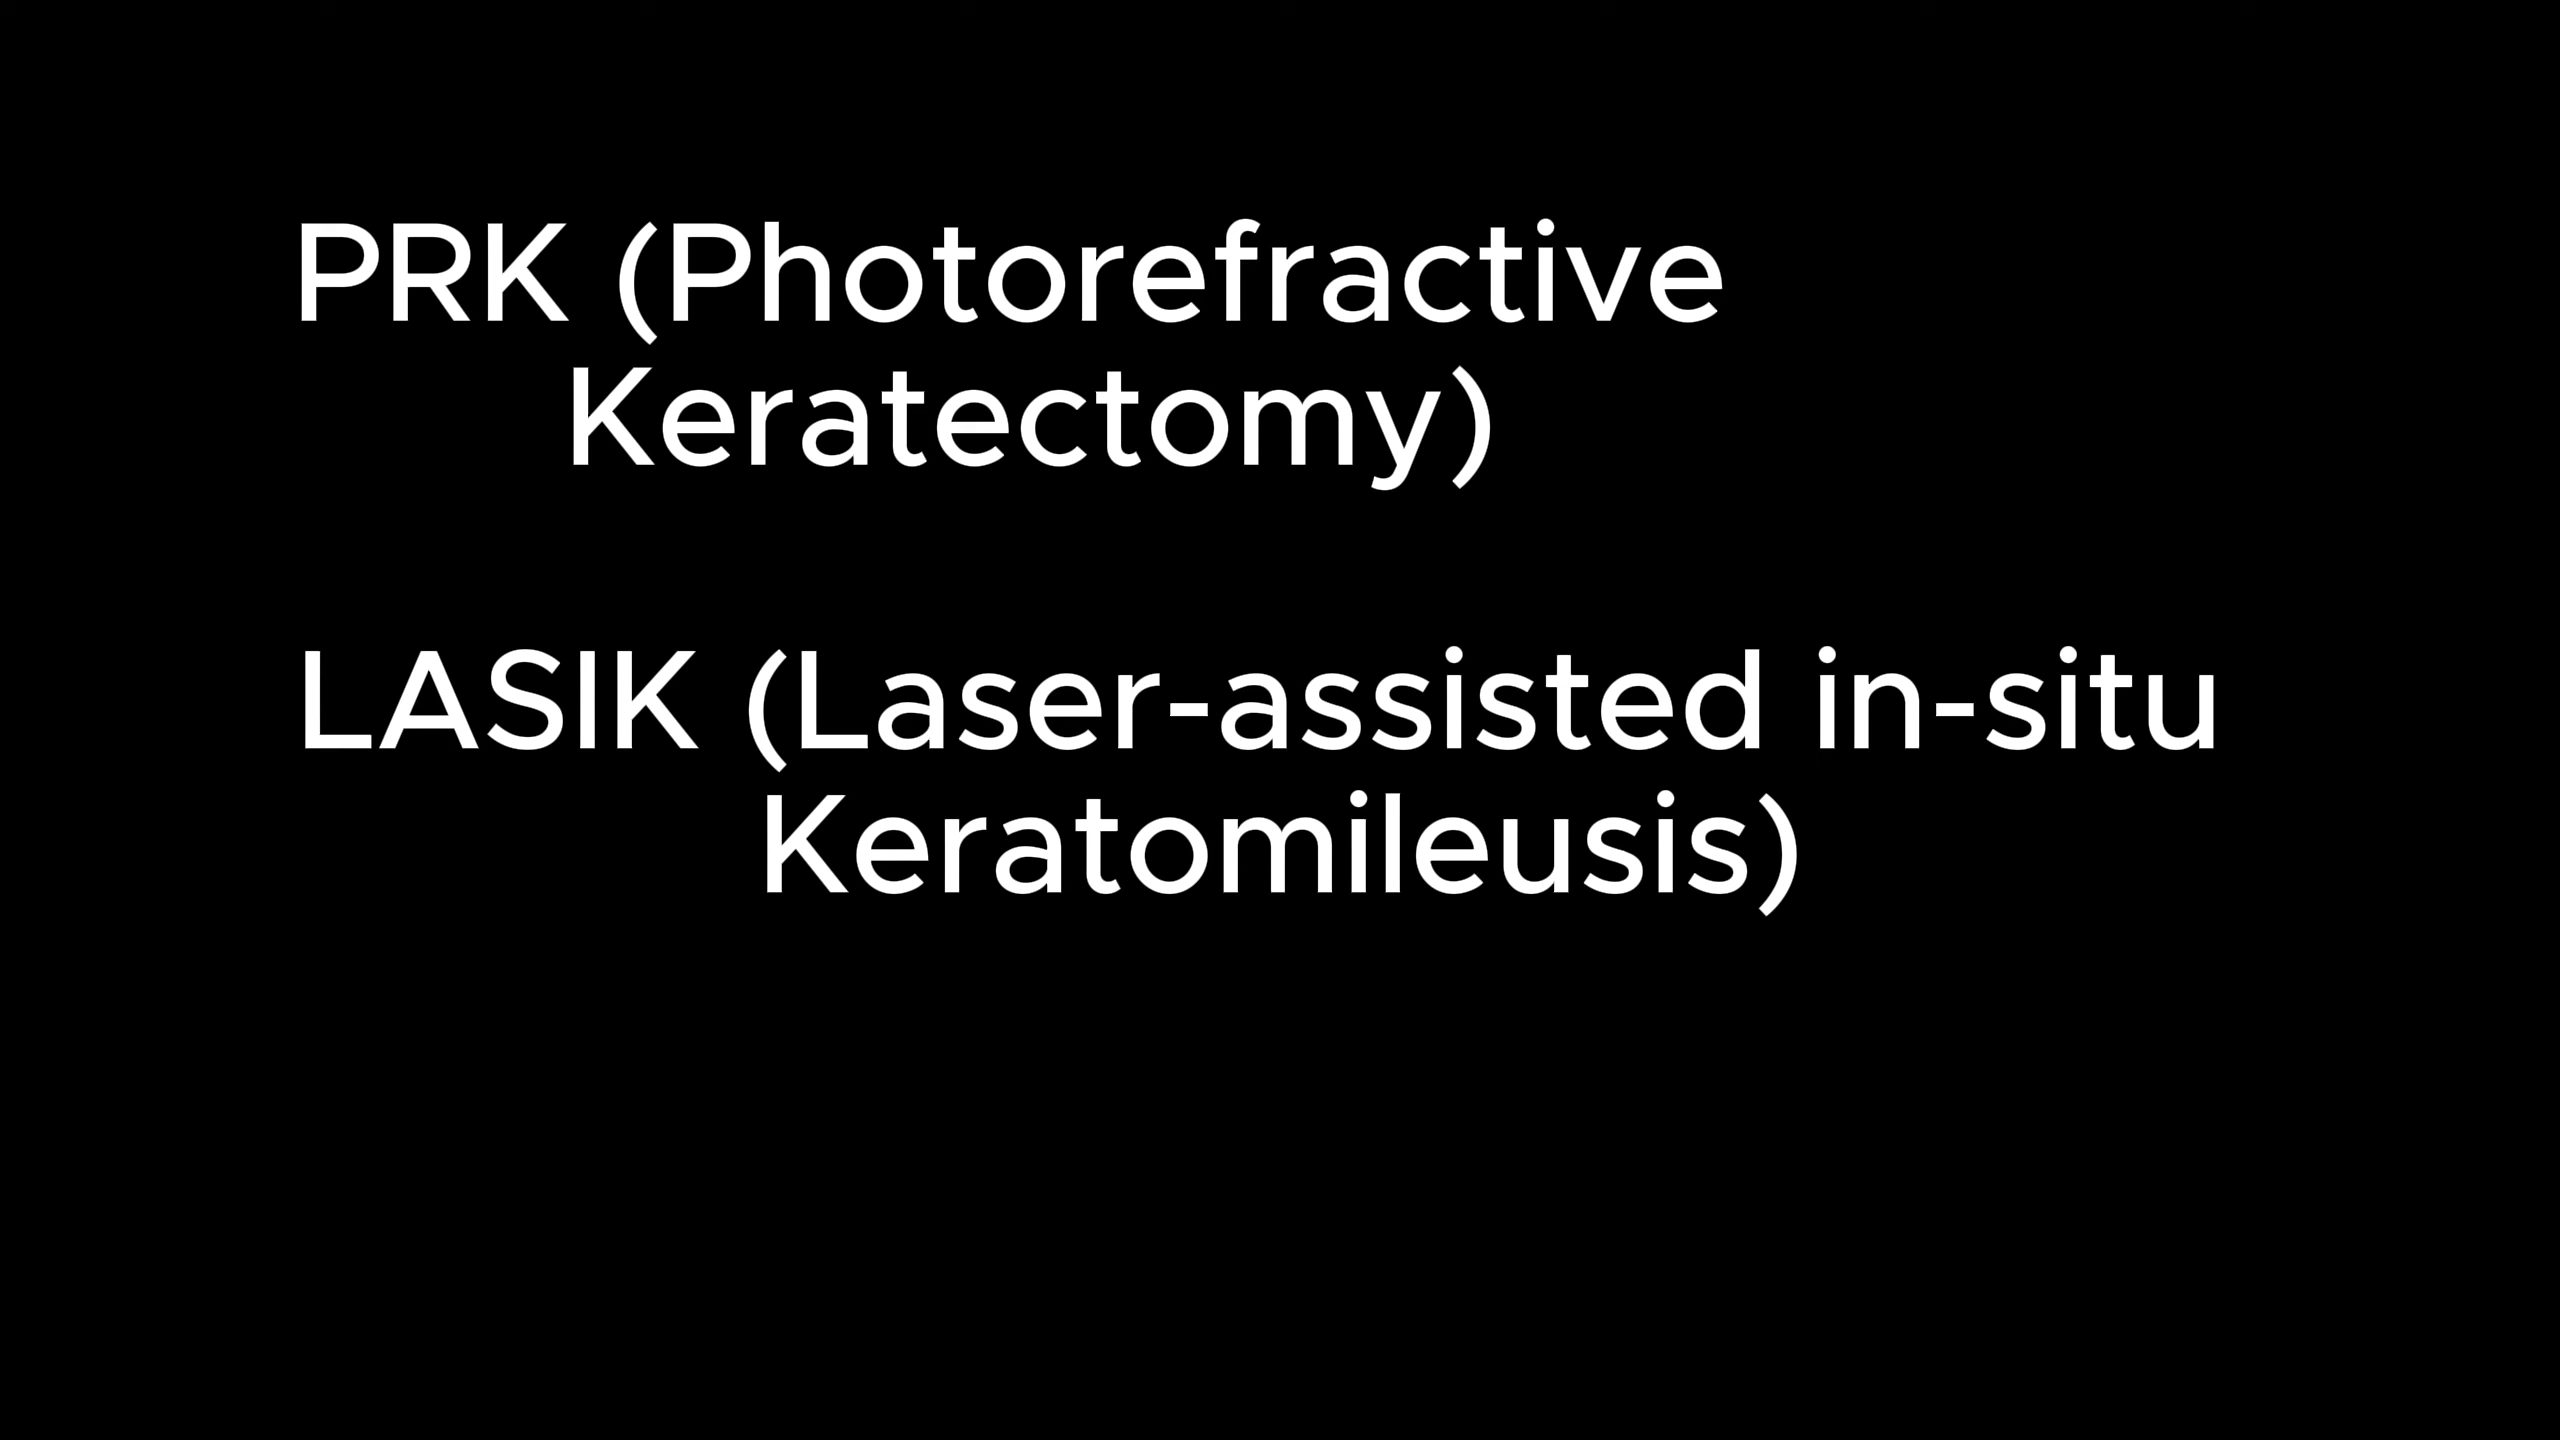 PRK (Photorefractive
Keratectomy)
LASIK (Laser-assisted in-situ
Keratomileusis)